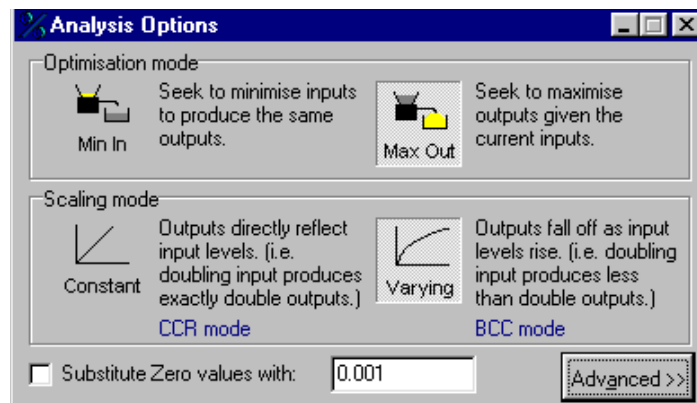 Analysis Options
Optimisation mode
Min In
Seek to minimise inputs
to produce the same
outputs.
Max Out
Seek to maximise
outputs given the
current inputs.
Scaling mode
Constant
Outputs directly reflect
input levels. (i.e.
doubling input produces
exactly double outputs.)
CCR mode
Varying
Outputs fall off as input
levels rise. (i.e. doubling
input produces less
than double outputs.)
BCC mode
Substitute Zero values with:
0.001
Advanced >>